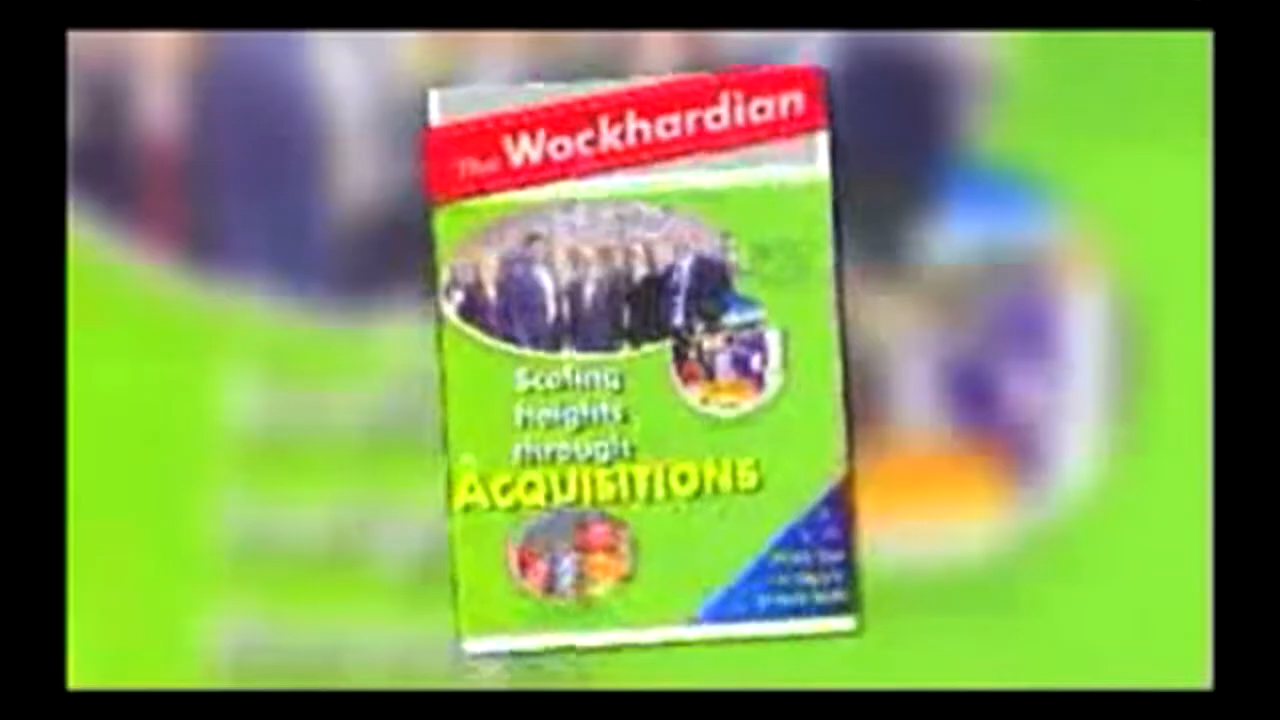 The Wockhardian
Scaling
Heights
through
ACQUISITIONS